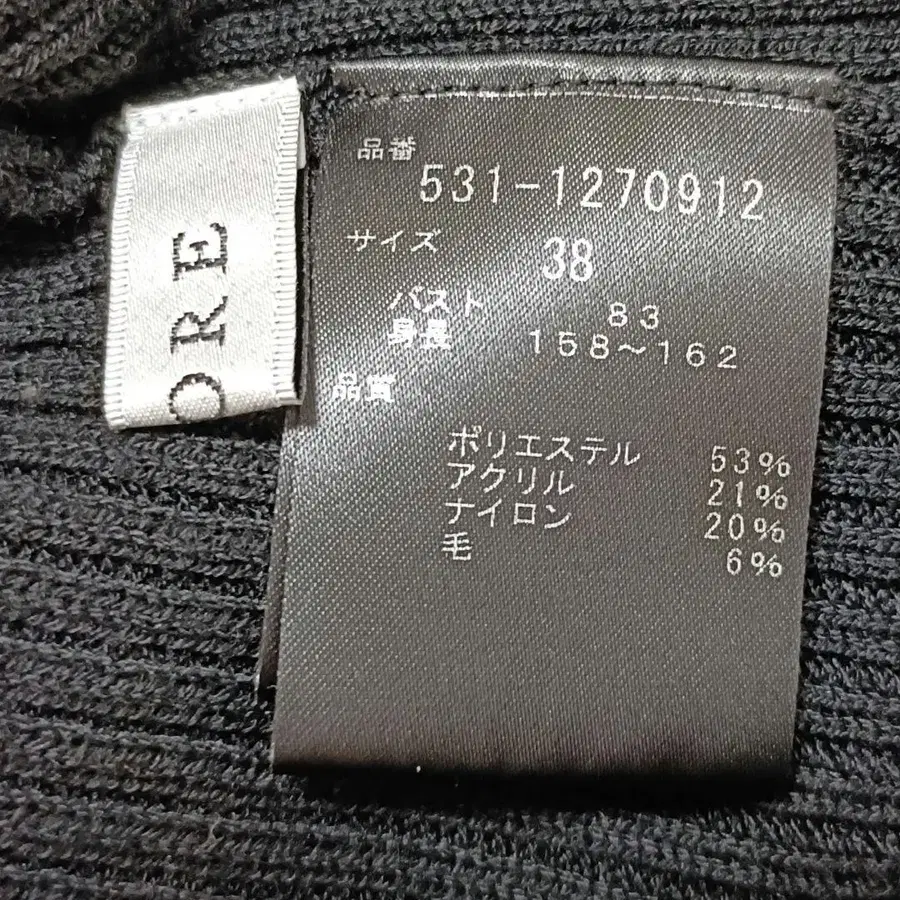 ORE
品番
531-1270912
サイズ 38
バスト 83
身長 158～162
品質
ポリエステル 53%
アクリル 21%
ナイロン 20%
毛 6%